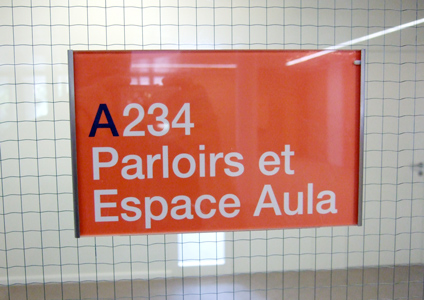 A234
Parloirs et
Espace Aula